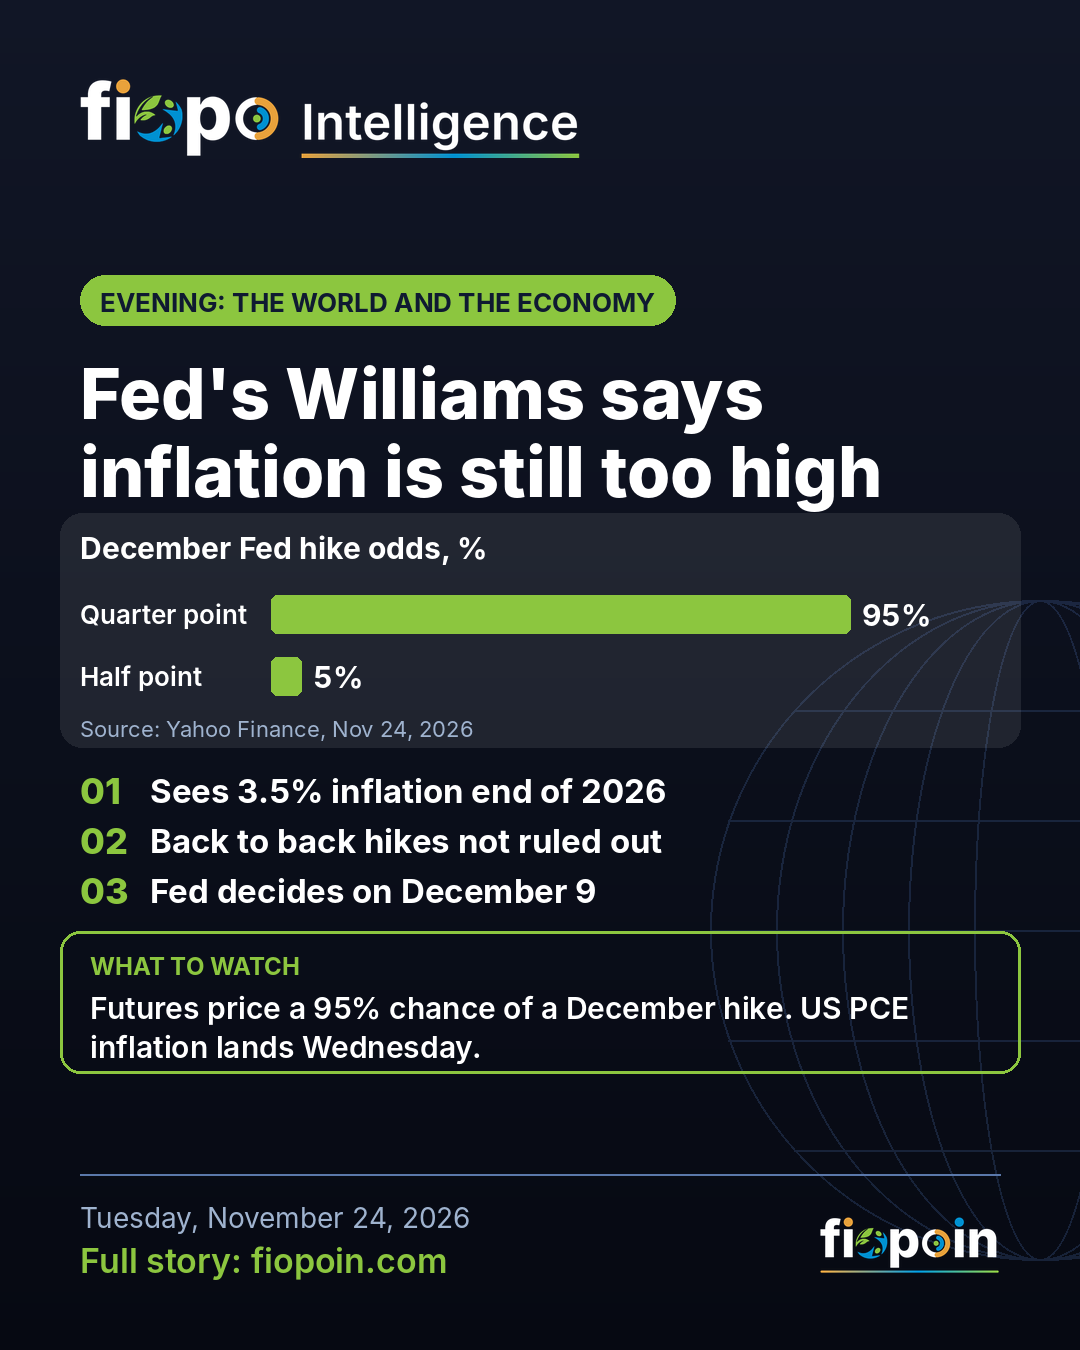 fiopo Intelligence
EVENING: THE WORLD AND THE ECONOMY
Fed's Williams says
inflation is still too high
December Fed hike odds, %
Quarter point 95%
Half point 5%
Source: Yahoo Finance, Nov 24, 2026
01 Sees 3.5% inflation end of 2026
02 Back to back hikes not ruled out
03 Fed decides on December 9
WHAT TO WATCH
Futures price a 95% chance of a December hike. US PCE
inflation lands Wednesday.
Tuesday, November 24, 2026
Full story: fiopoin.com
fiopoin